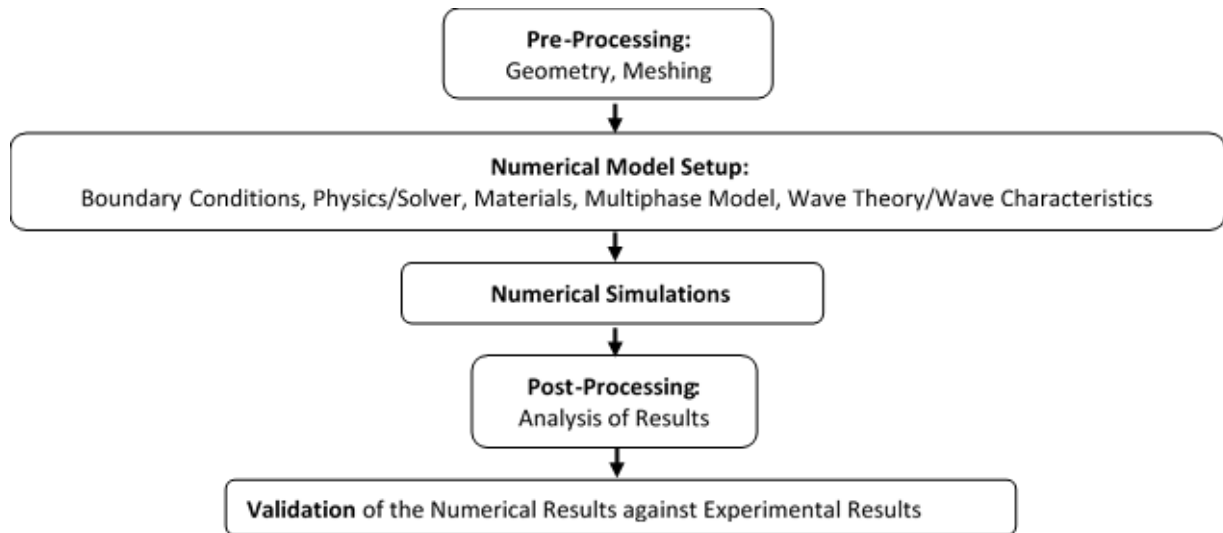 Pre-Processing:
Geometry, Meshing
Numerical Model Setup:
Boundary Conditions, Physics/Solver, Materials, Multiphase Model, Wave Theory/Wave Characteristics
Numerical Simulations
Post-Processing:
Analysis of Results
Validation of the Numerical Results against Experimental Results